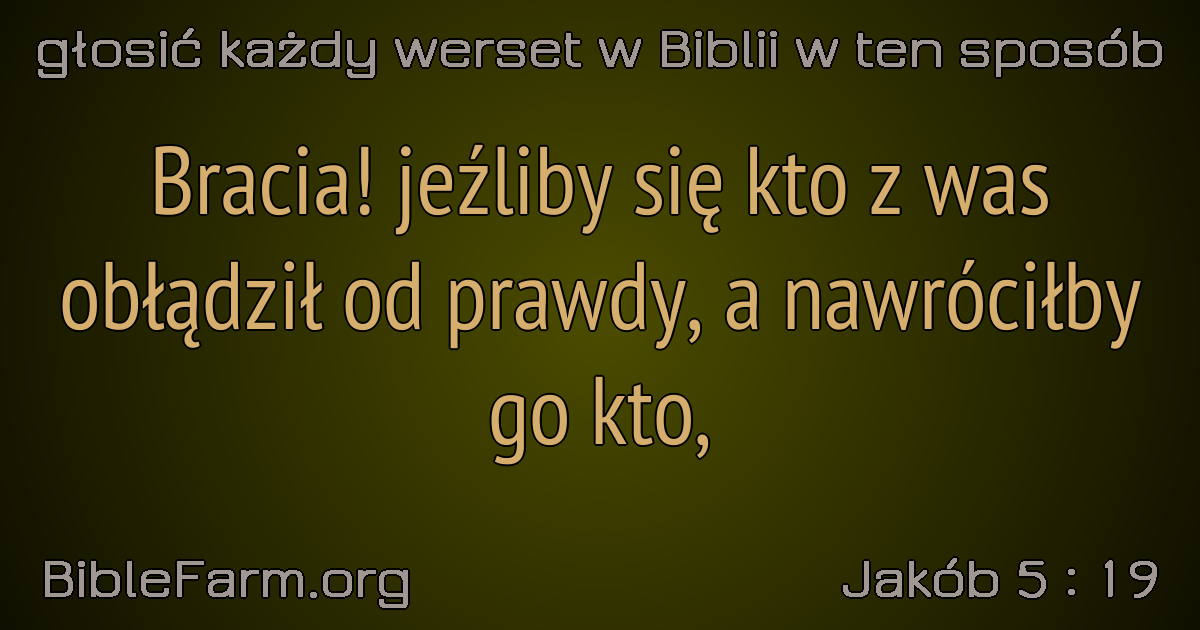 głosić każdy werset w Biblii w ten sposób
Bracia! jeźliby się kto z was
obłądził od prawdy, a nawróciłby
go kto,
BibleFarm.org
Jakób 5 : 19